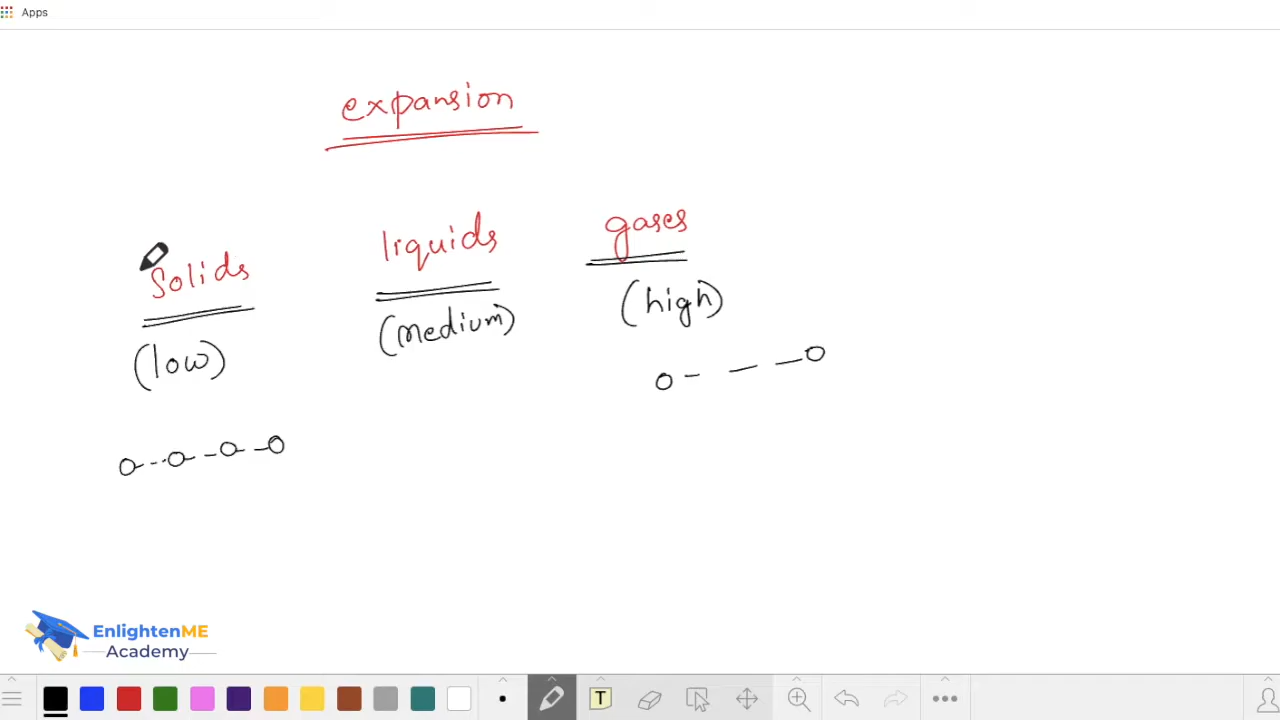 Apps
expansion
Solids
liquids
gases
(low)
(medium)
(high)
EnlightenME
Academy
T